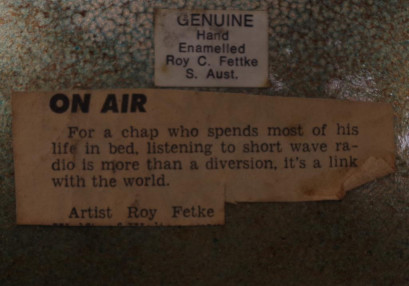 GENUINE
Hand
Enamelled
Roy C. Fettke
S. Aust.
ON AIR
For a chap who spends most of his
life in bed, listening to short wave ra-
dio is more than a diversion, it's a link
with the world.
Artist Roy Fetke